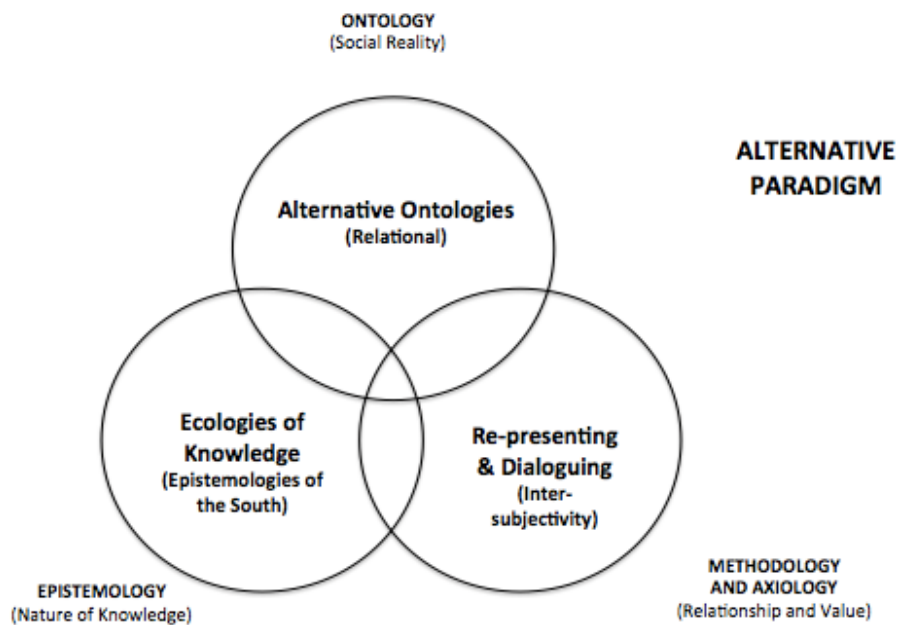 ONTOLOGY
(Social Reality)
ALTERNATIVE
PARADIGM
Alternative Ontologies
(Relational)
Ecologies of
Knowledge
(Epistemologies of
the South)
Re-presenting
& Dialoguing
(Inter-
subjectivity)
EPISTEMOLOGY
(Nature of Knowledge)
METHODOLOGY
AND AXIOLOGY
(Relationship and Value)